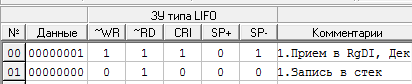 ЗУ типа LIFO
№ Данные ~WR ~RD CRI SP+ SP- Комментарии
00 00000001 1 1 1 0 1 1.Прием в RgDI, Дек
01 00000000 0 1 0 0 0 1.Запись в стек